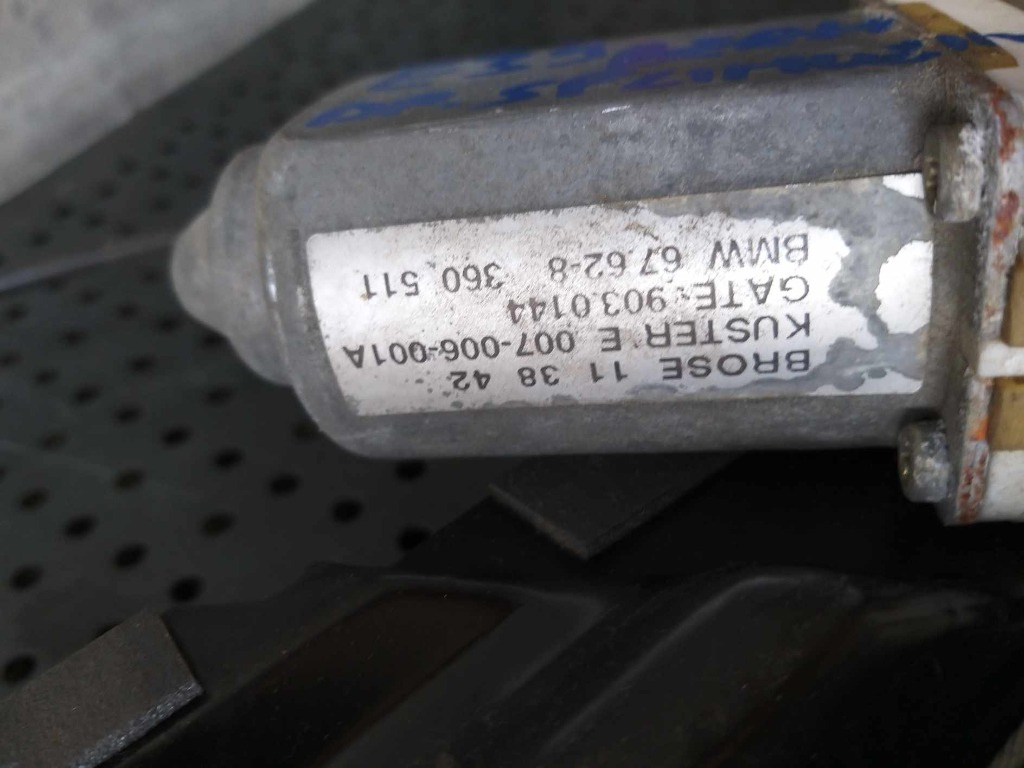 BMW 67.62-8 360 511
GATE: 903.0144
KUSTER E 007-006-001A
BROSE 11 38 42